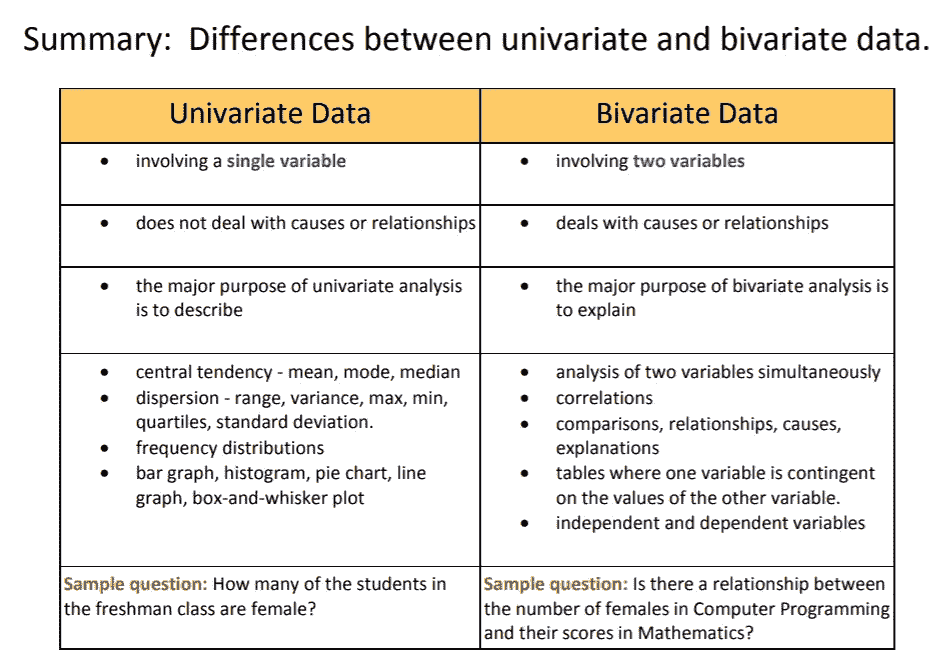 Summary:  Differences between univariate and bivariate data.
Univariate Data
Bivariate Data
• involving a single variable
• involving two variables
• does not deal with causes or relationships
• deals with causes or relationships
• the major purpose of univariate analysis
is to describe
• the major purpose of bivariate analysis is
to explain
• central tendency - mean, mode, median
• dispersion - range, variance, max, min,
quartiles, standard deviation.
• frequency distributions
• bar graph, histogram, pie chart, line
graph, box-and-whisker plot
• analysis of two variables simultaneously
• correlations
• comparisons, relationships, causes,
explanations
• tables where one variable is contingent
on the values of the other variable.
• independent and dependent variables
Sample question: How many of the students in
the freshman class are female?
Sample question: Is there a relationship between
the number of females in Computer Programming
and their scores in Mathematics?